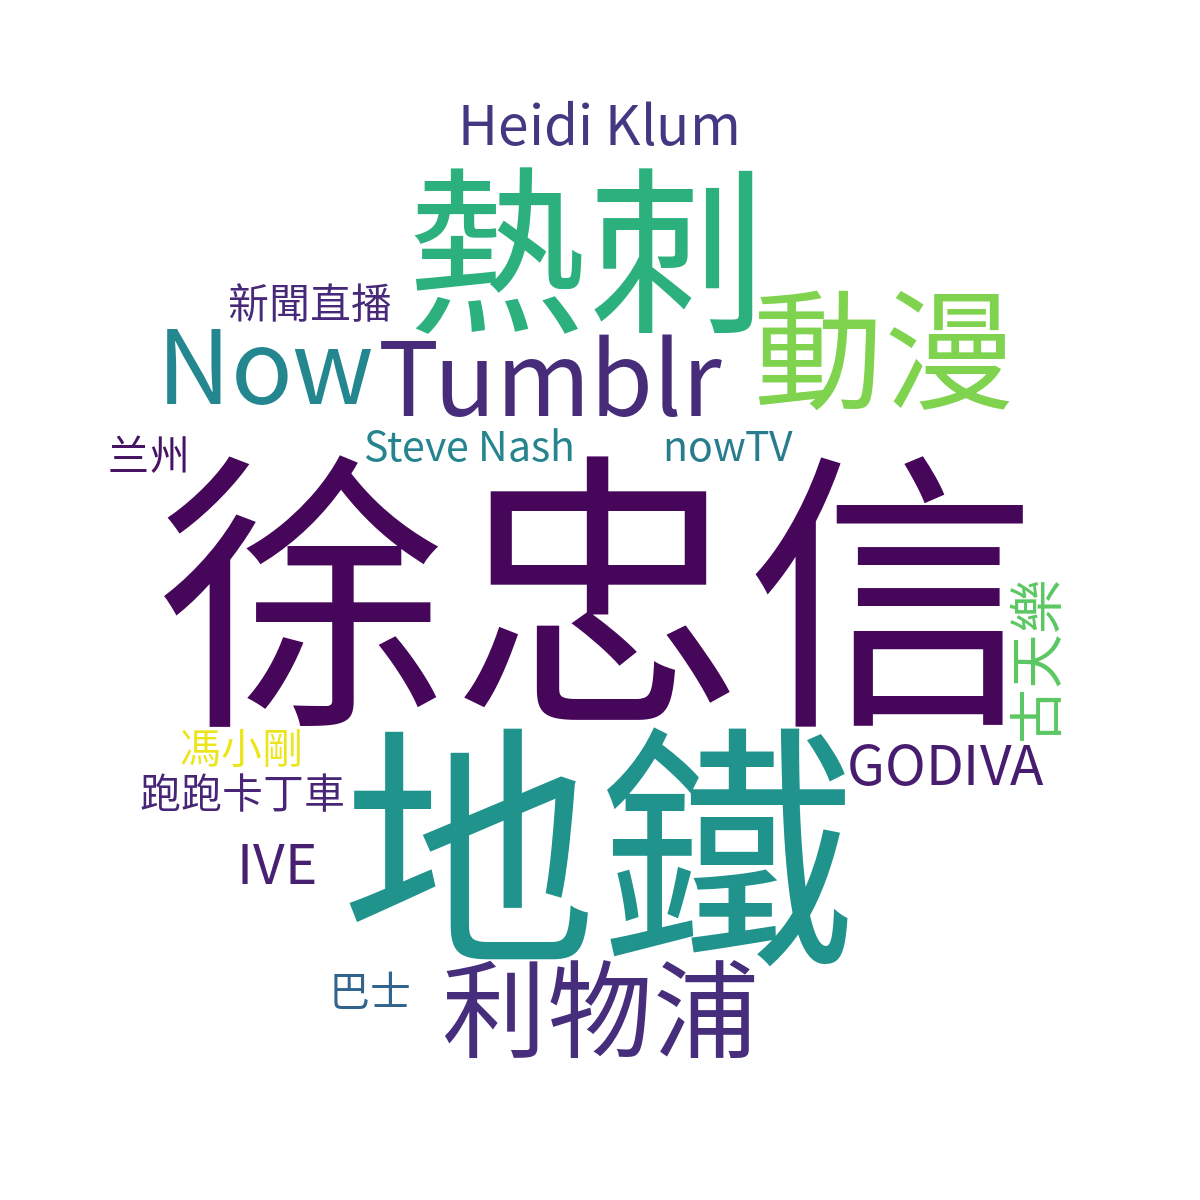 Heidi Klum
熱刺
新聞直播
動漫
Now
Tumblr
兰州
Steve Nash
nowTV
徐忠信
古天樂
馮小剛
地鐵
GODIVA
跑跑卡丁車
IVE
利物浦
巴士